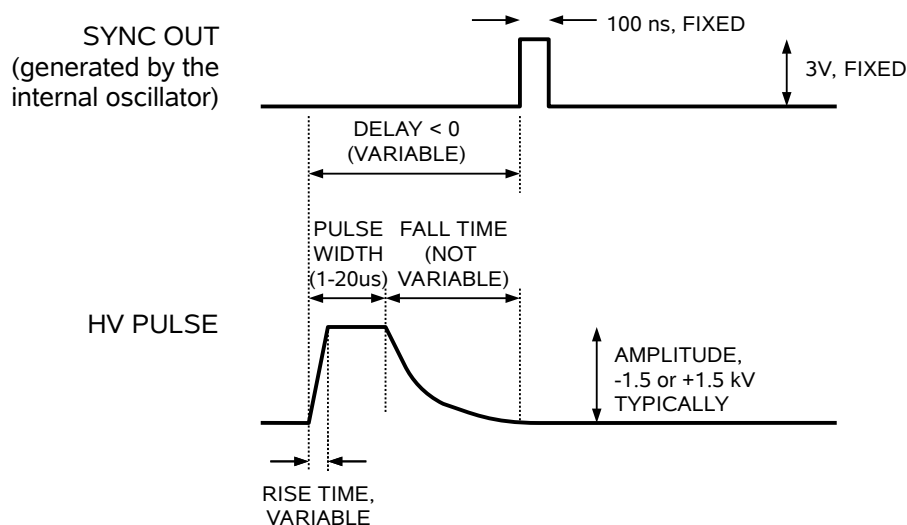 100 ns, FIXED
SYNC OUT
(generated by the
internal oscillator)
3V, FIXED
DELAY < 0
(VARIABLE)
PULSE
WIDTH
(1-20us)
FALL TIME
(NOT
VARIABLE)
HV PULSE
AMPLITUDE,
-1.5 or +1.5 kV
TYPICALLY
RISE TIME,
VARIABLE